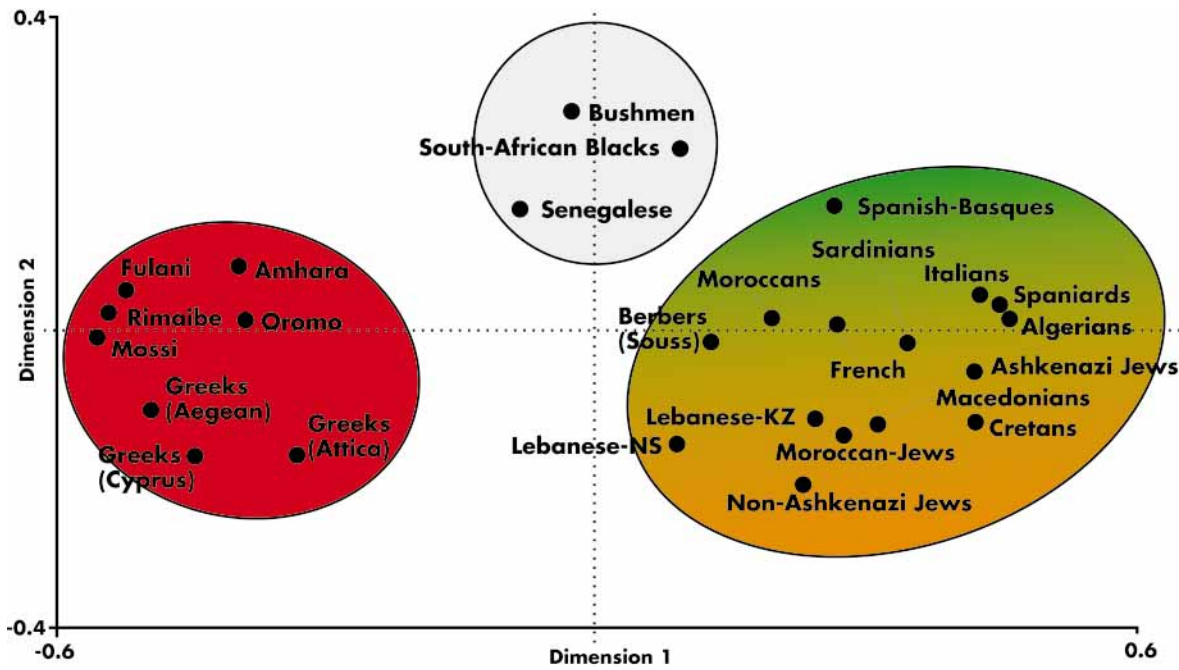 0.4
Bushmen
South-African Blacks
Senegalese
Spanish-Basques
Sardinians
Fulani
Amhara
Moroccans
Italians
Spaniards
Rimaibe
Oromo
Berbers
(Souss)
Algerians
Mossi
French
Ashkenazi Jews
Greeks
(Aegean)
Macedonians
Greeks
(Attica)
Lebanese-KZ
Cretans
Lebanese-NS
Moroccan-Jews
Greeks
(Cyprus)
Non-Ashkenazi Jews
Dimension 2
-0.4
-0.6
Dimension 1
0.6